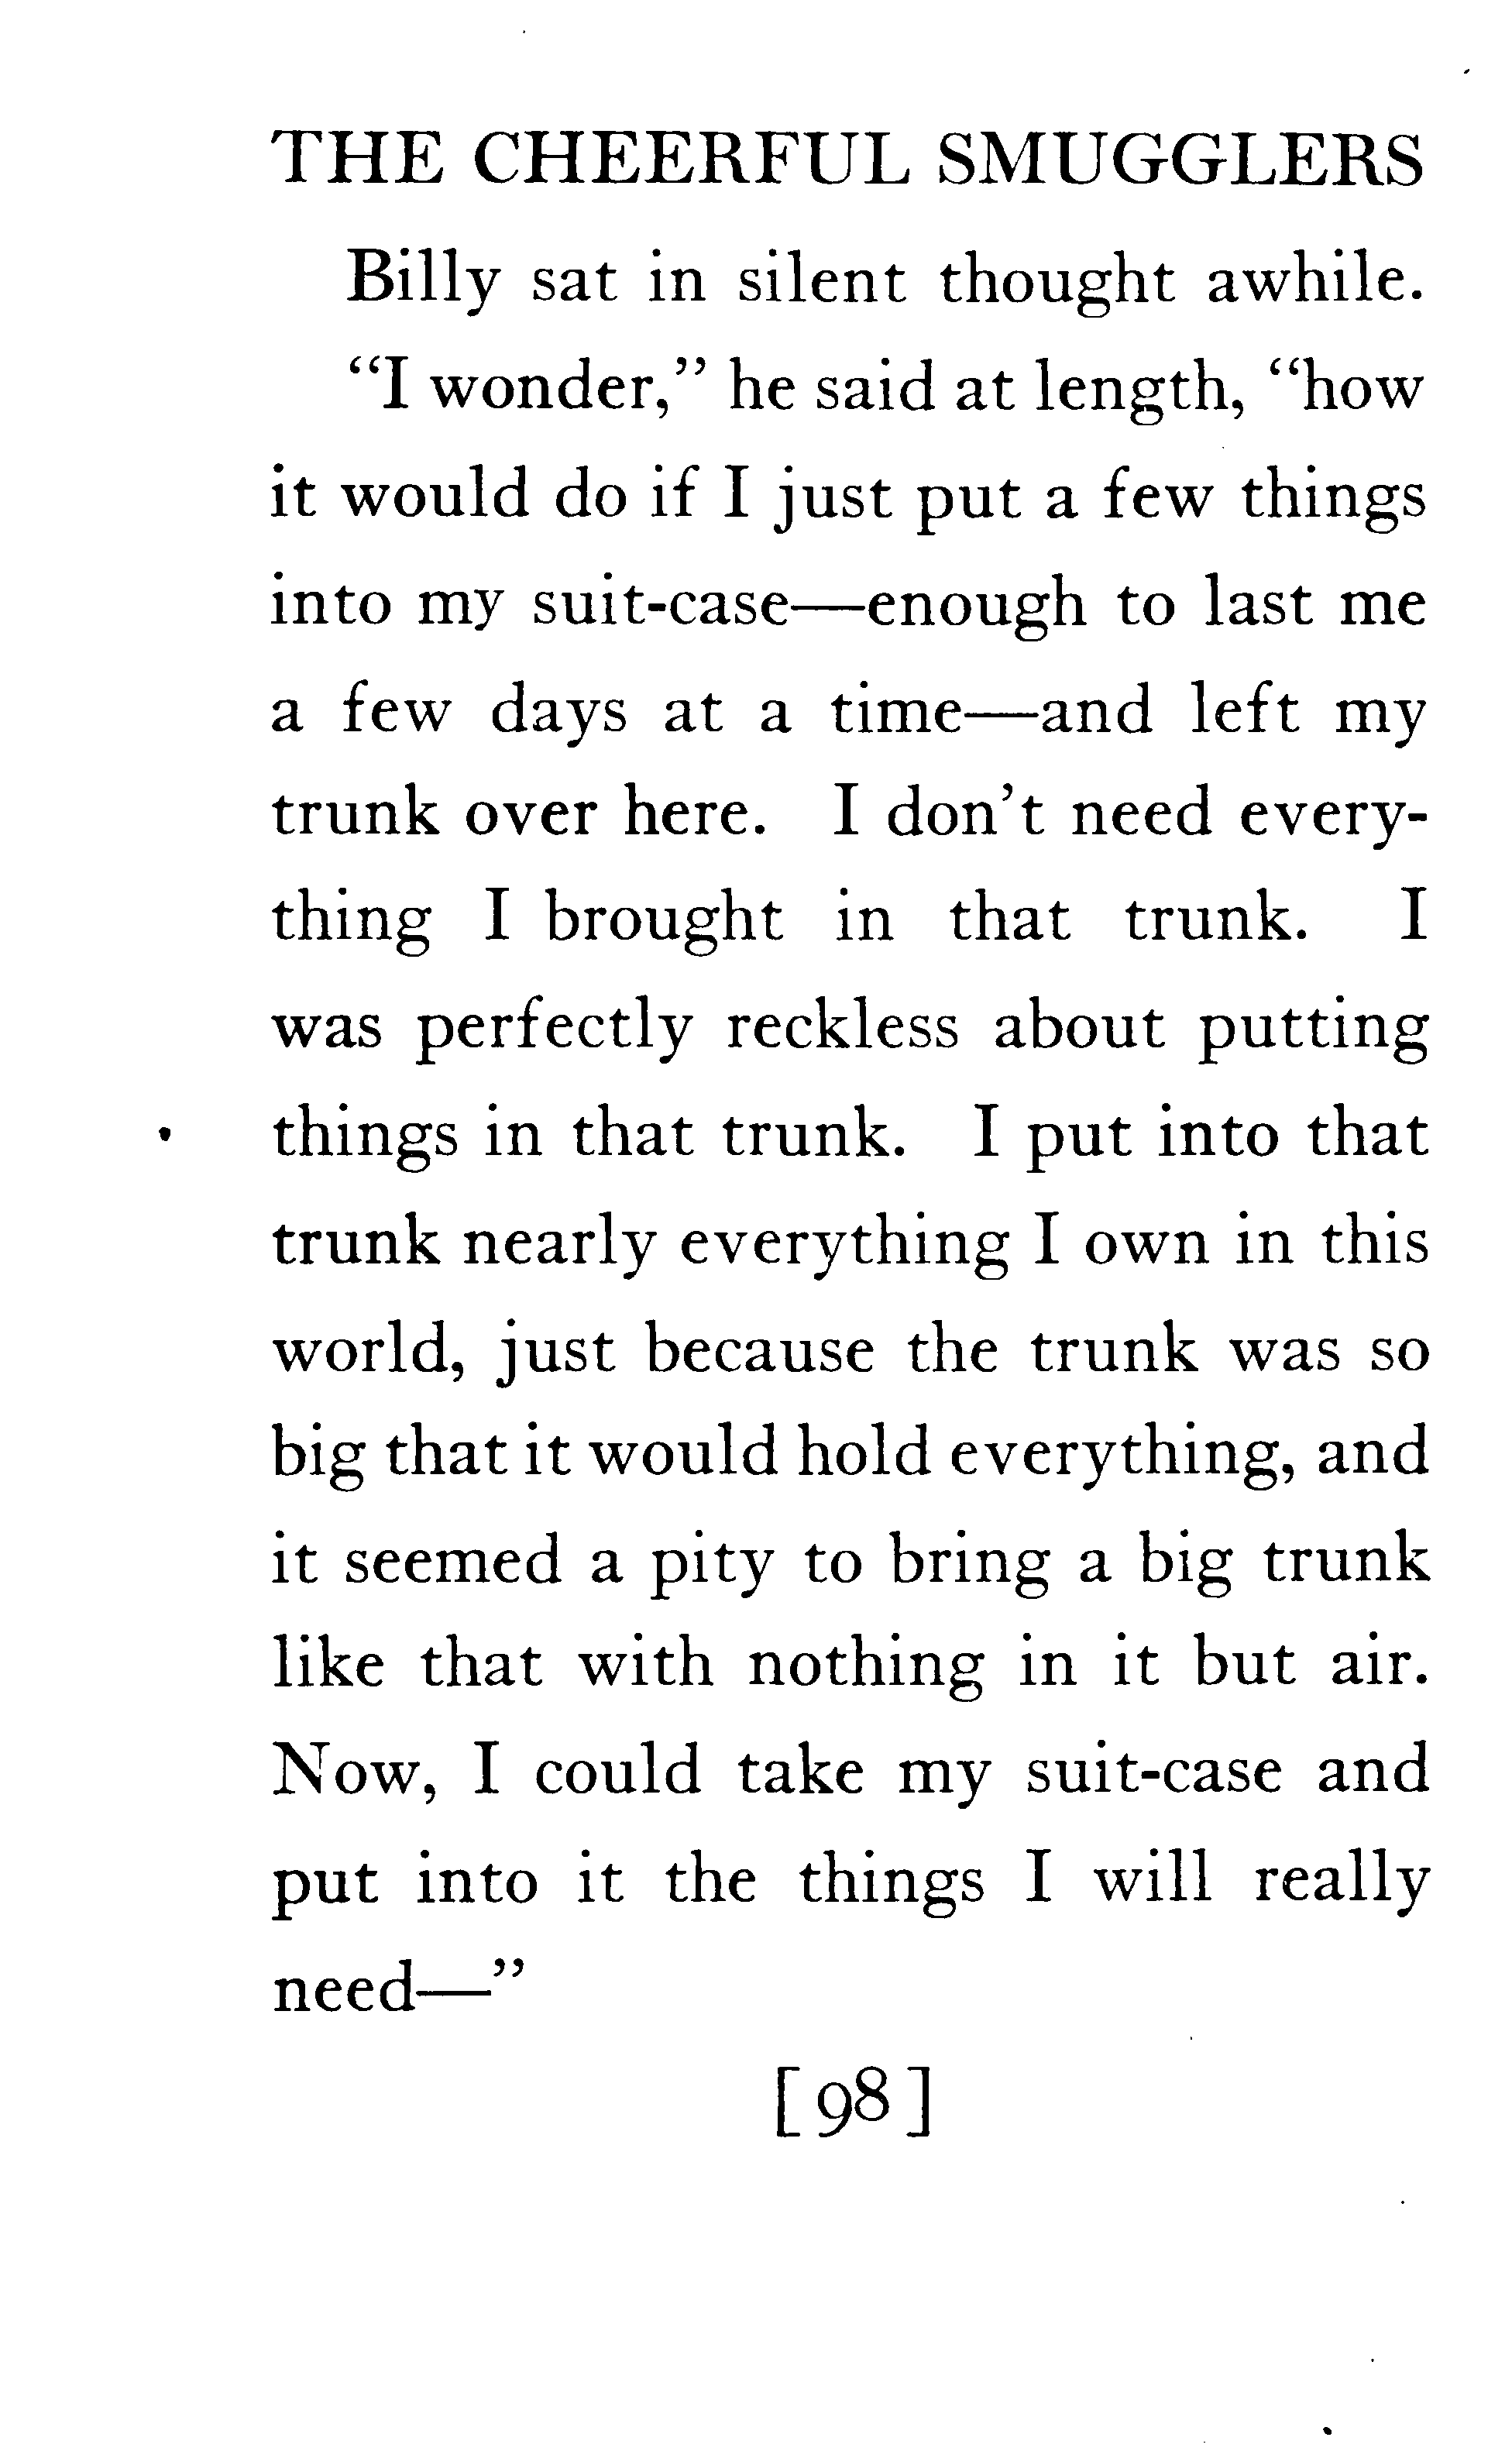 THE CHEERFUL SMUGGLERS
Billy sat in silent thought awhile.
“I wonder,” he said at length, “how
it would do if I just put a few things
into my suit-case—enough to last me
a few days at a time—and left my
trunk over here. I don't need every-
thing I brought in that trunk. I
was perfectly reckless about putting
things in that trunk. I put into that
trunk nearly everything I own in this
world, just because the trunk was so
big that it would hold everything, and
it seemed a pity to bring a big trunk
like that with nothing in it but air.
Now, I could take my suit-case and
put into it the things I will really
need—”
[98]